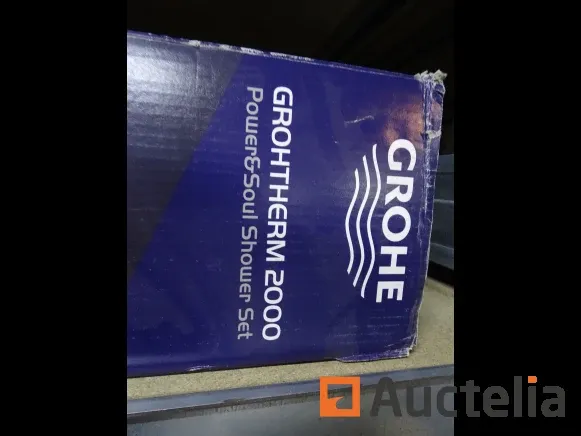 GROHE
GROHTHERM 2000
Power&Soul Shower Set
Auctelia